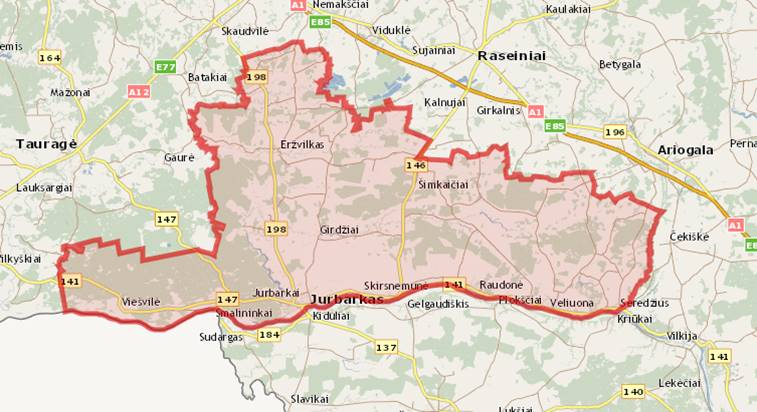 A1
Nemakščiai
E85
Kaulakiai
Skaudvilė
Viduklė
Sujainiai
Raseiniai
164
E77
198
Batakiai
Betygala
Mažonai
A12
Kalnujai
Girkalnis
A1
E85
196
Tauragė
Eržvilkas
Ariogala
Gaurė
146
Lauksargiai
Šimkaičiai
147
198
Girdžiai
A1
Čekiškė
141
Skirsnemunė
141
Raudonė
Viešvilė
147
Jurbarkai
Jurbarkas
Gelgaudiškis
Plokščiai
Veliuona
Seredžius
Smalininkai
Kiduliai
Kriūkai
Sudargas
184
Vilkija
137
141
Lekėčiai
140
Slavikai